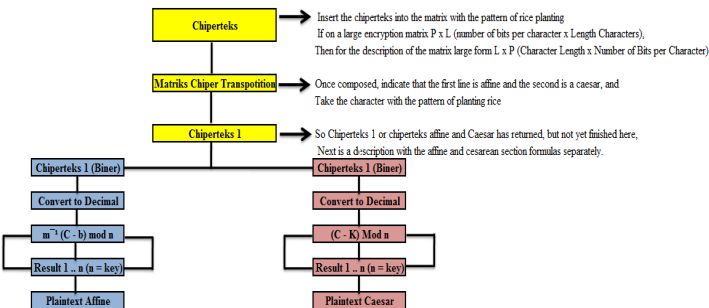 Chiperteks
Insert the chiperteks into the matrix with the pattern of rice planting
If on a large encryption matrix P x L (number of bits per character x Length Characters),
Then for the description of the matrix large form L x P (Character Length x Number of Bits per Character)
Matriks Chiper Transpotition
Once composed, indicate that the first line is affine and the second is a caesar, and
Take the character with the pattern of planting rice
Chiperteks 1
So Chiperteks 1 or chiperteks affine and Caesar has returned, but not yet finished here,
Next is a description with the affine and cesarean section formulas separately.
Chiperteks 1 (Biner)
Chiperteks 1 (Biner)
Convert to Decimal
Convert to Decimal
m⁻¹ (C - b) mod n
(C - K) Mod n
Result 1 .. n (n = key)
Result 1 .. n (n = key)
Plaintext Affine
Plaintext Caesar